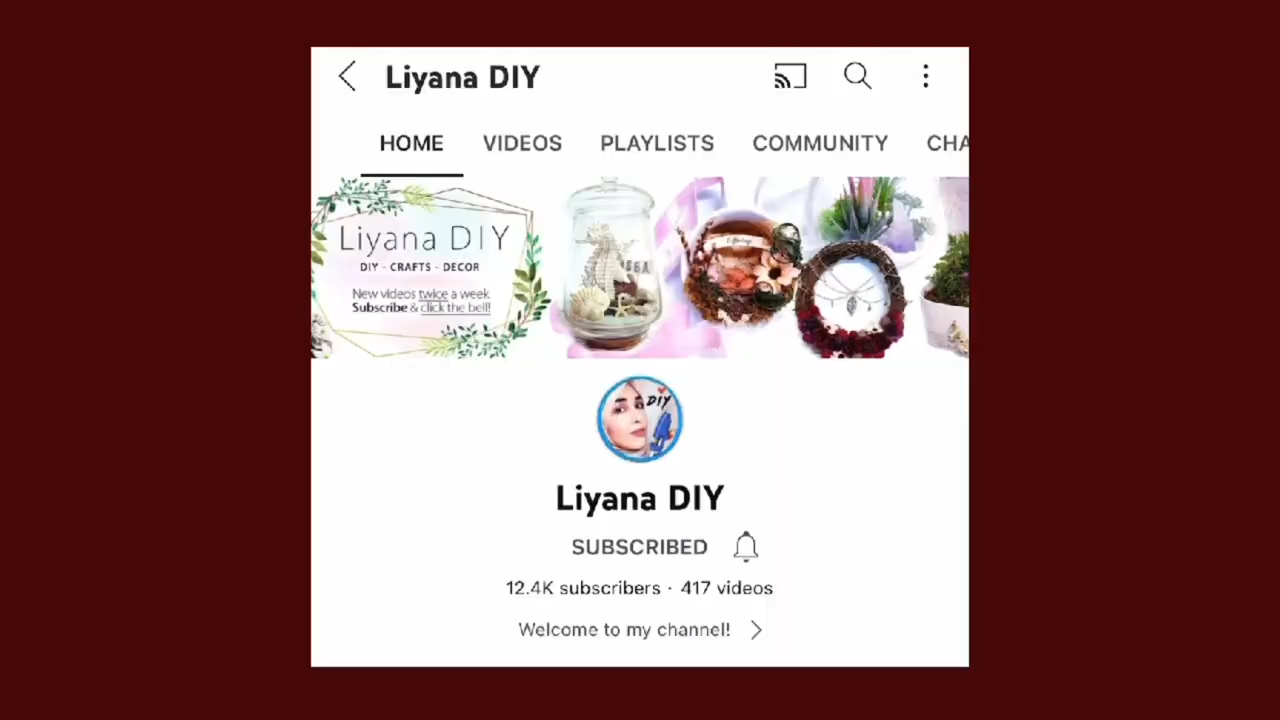 Liyana DIY
HOME VIDEOS PLAYLISTS COMMUNITY CHA
Liyana DIY
DIY - CRAFTS - DECOR
New videos twice a week
Subscribe & click the bell!
DIY
Liyana DIY
SUBSCRIBED
12.4K subscribers · 417 videos
Welcome to my channel!